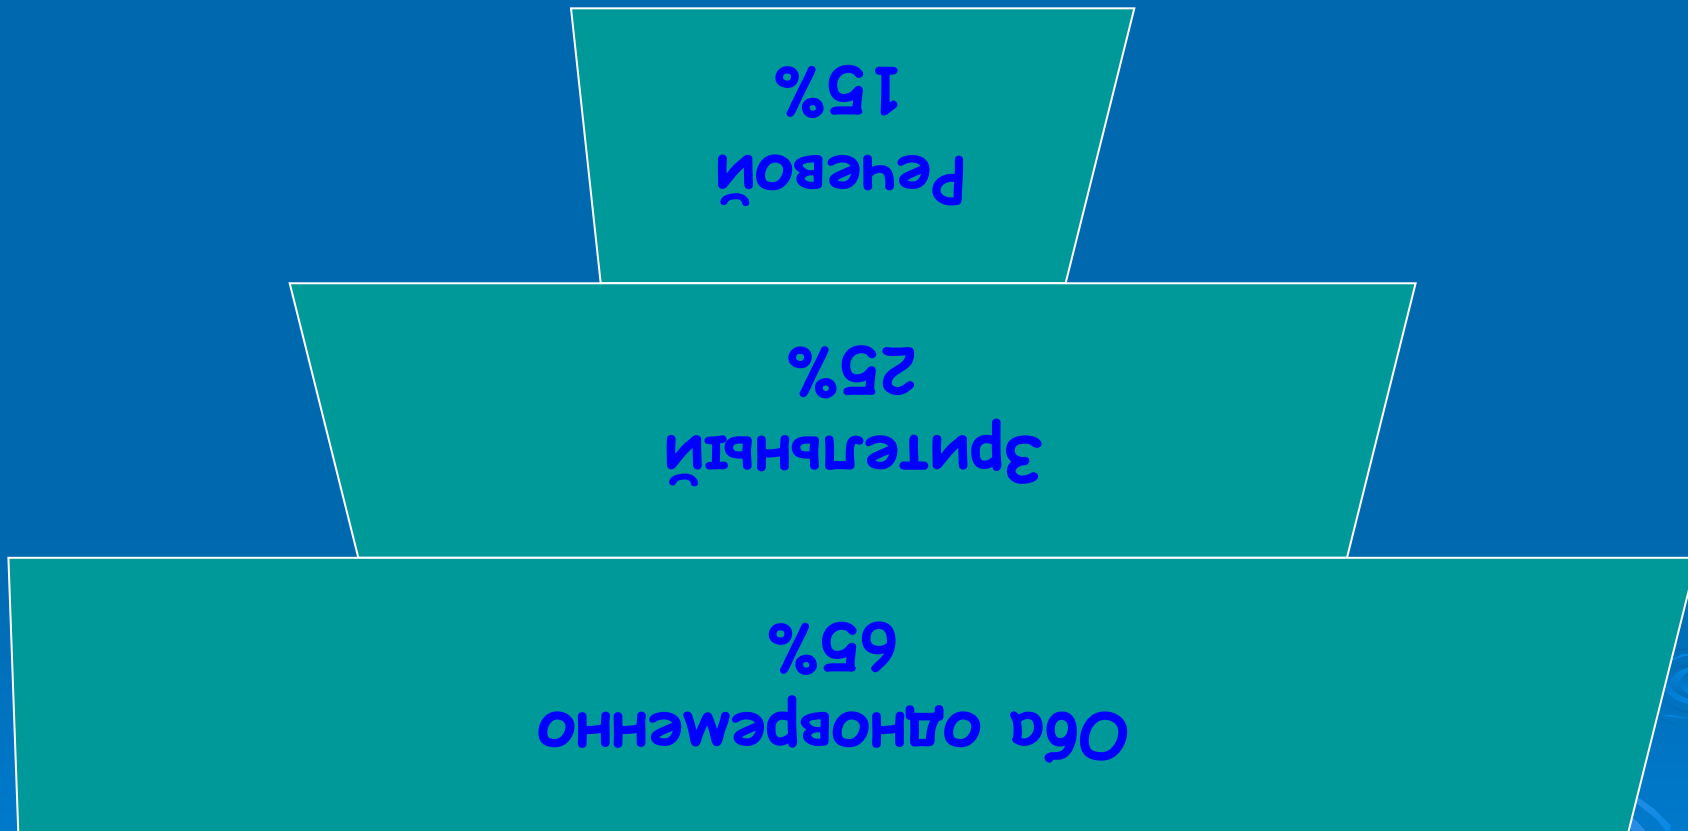 Оба одновременно
65%
Зрительный
25%
Речевой
15%